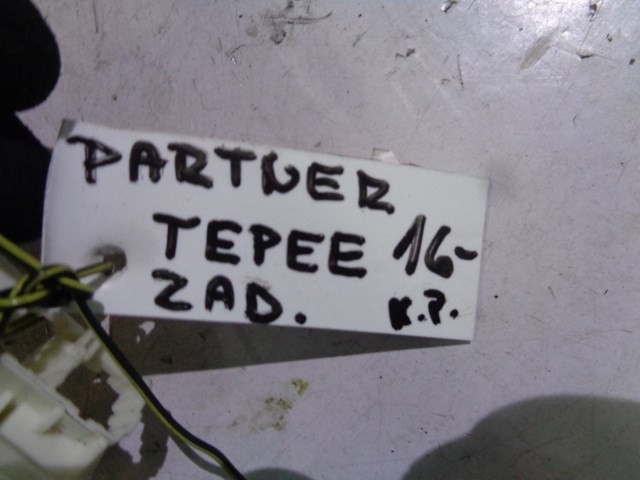 PARTNER
TEPEE 16-
ZAD. K.P.